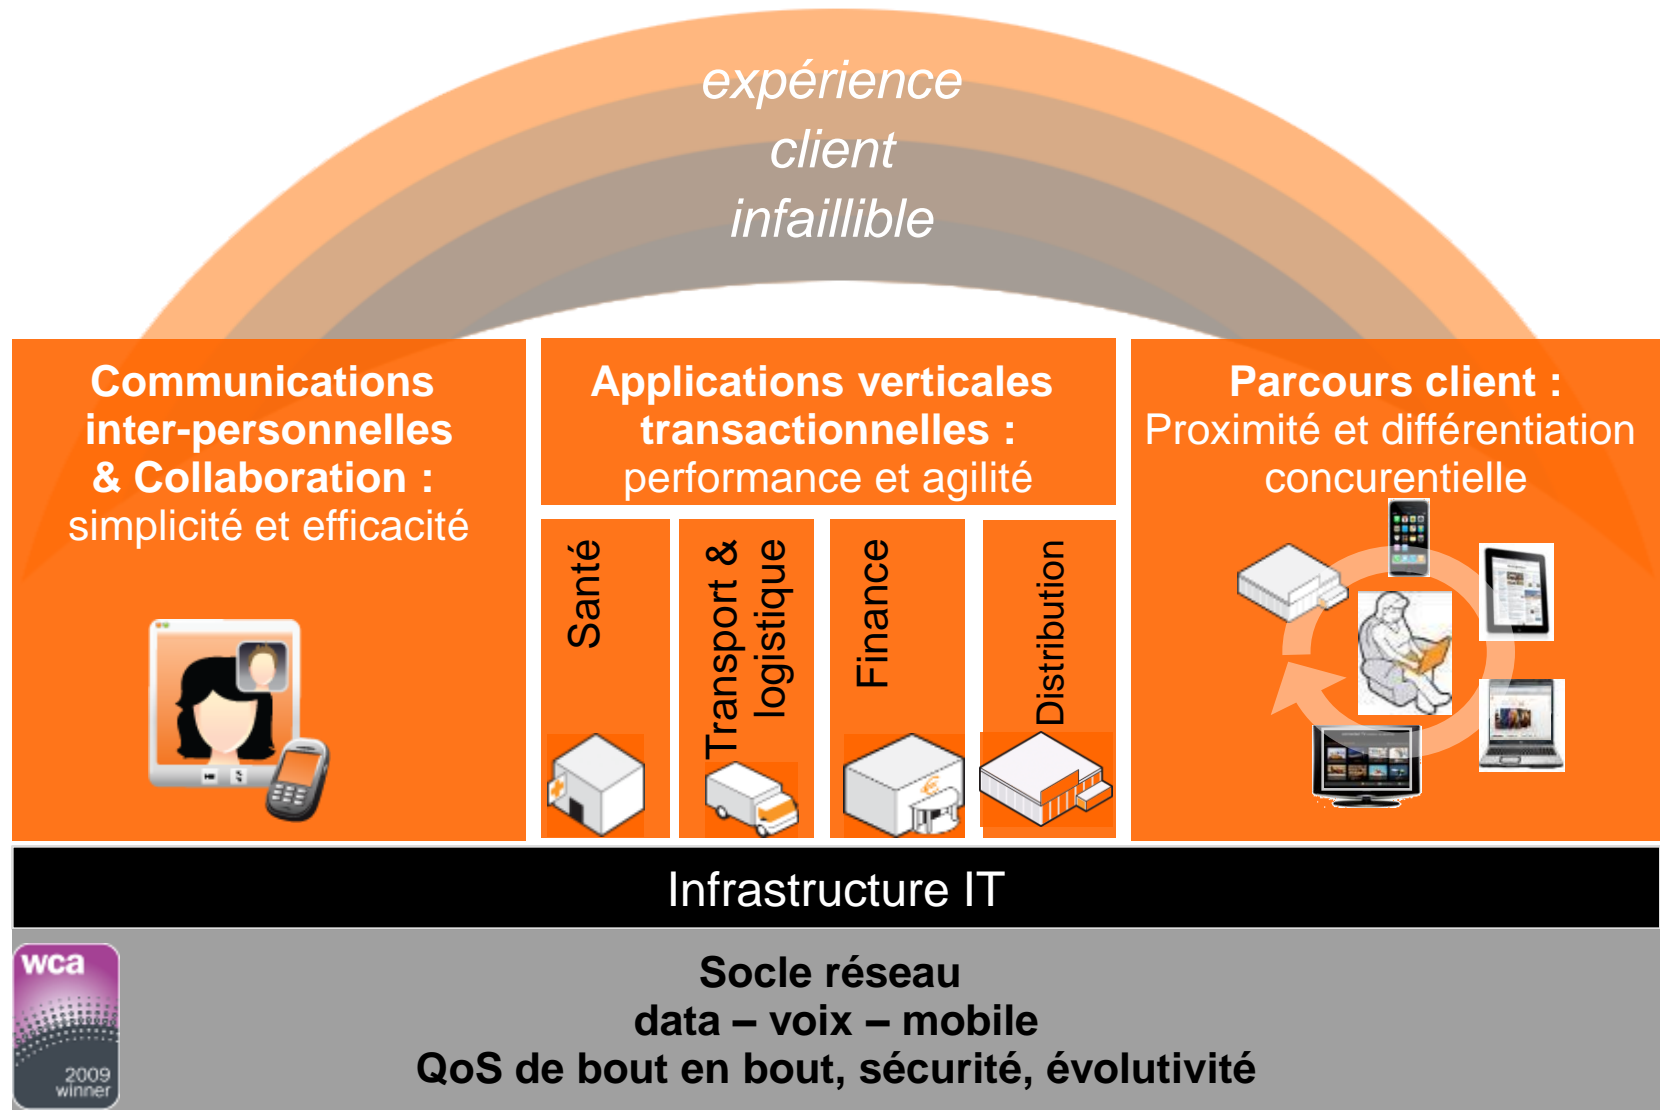 expérience
client
infaillible
Communications
inter-personnelles
& Collaboration :
simplicité et efficacité
Applications verticales
transactionnelles :
performance et agilité
Parcours client :
Proximité et différentiation
concurentielle
Santé
Transport &
logistique
Finance
Distribution
Infrastructure IT
wca
2009
winner
Socle réseau
data – voix – mobile
QoS de bout en bout, sécurité, évolutivité